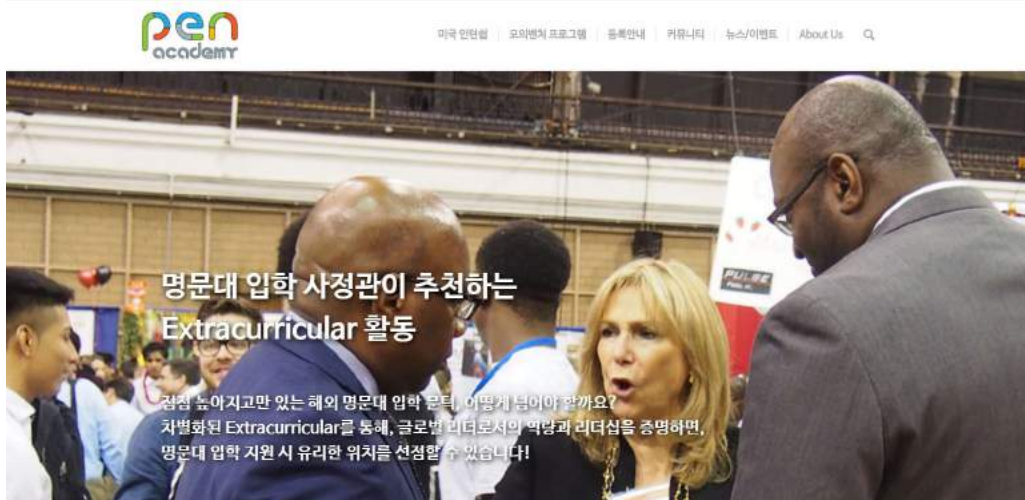 pen
academy
미국 인턴쉽 모의벤처 프로그램 등록안내 커뮤니티 뉴스/이벤트 About Us
PULSE
명문대 입학 사정관이 추천하는
Extracurricular 활동
점점 높아지고만 있는 해외 명문대 입학 문턱, 어떻게 넘어야 할까요?
차별화된 Extracurricular를 통해, 글로벌 리더로서의 역량과 리더십을 증명하면,
명문대 입학 지원 시 유리한 위치를 선점할 수 있습니다!